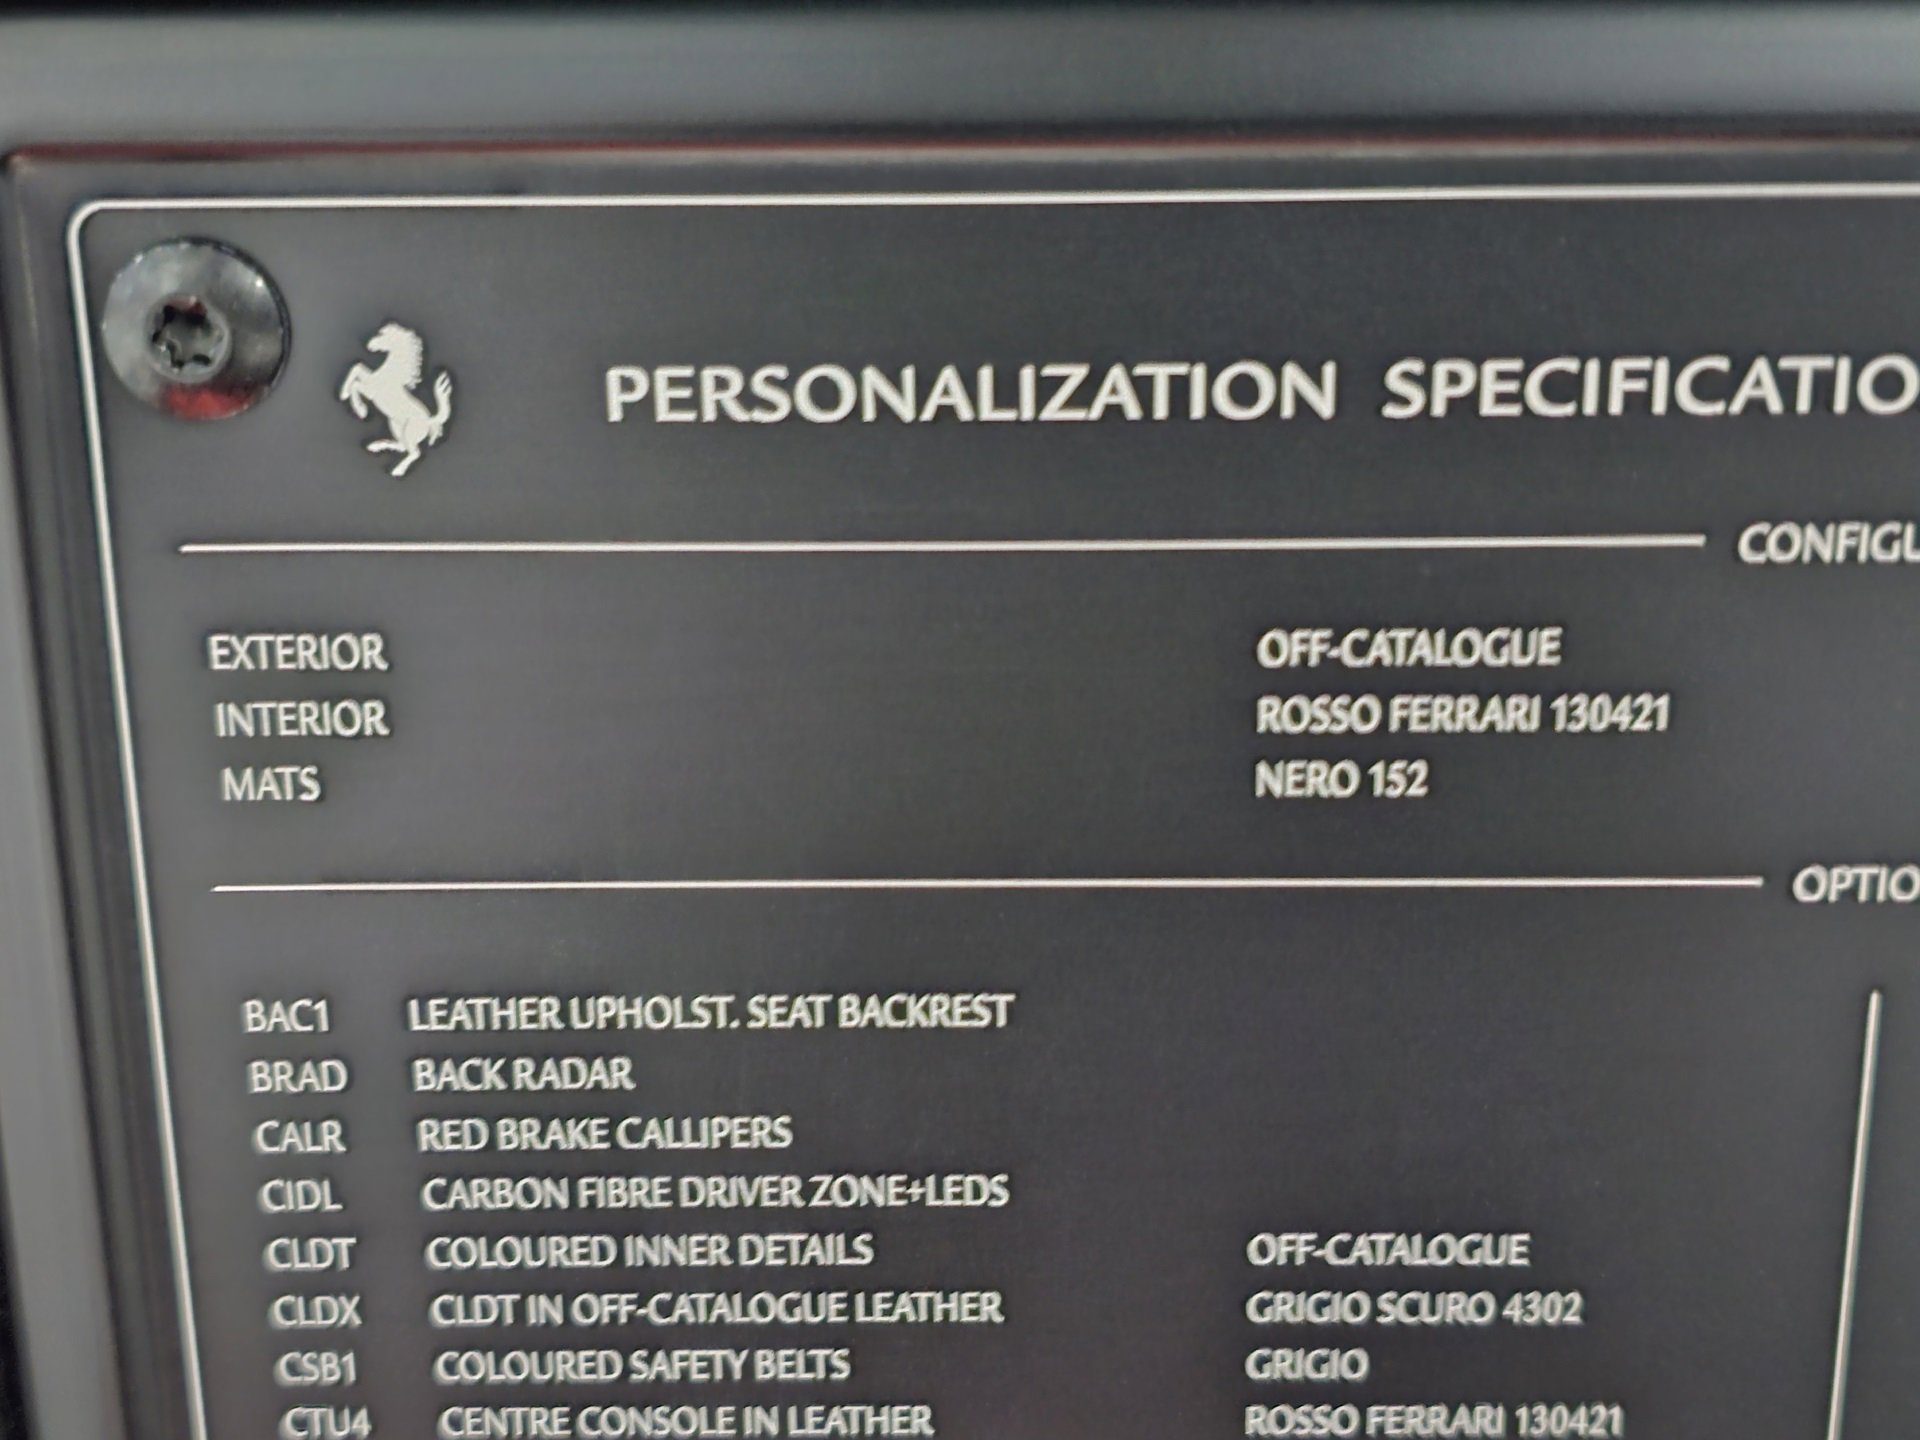 PERSONALIZATION SPECIFICATIO
CONFIGU
EXTERIOR OFF-CATALOGUE
INTERIOR ROSSO FERRARI 130421
MATS NERO 152
OPTIO
BAC1 LEATHER UPHOLST. SEAT BACKREST
BRAD BACK RADAR
CALR RED BRAKE CALLIPERS
CIDL CARBON FIBRE DRIVER ZONE+LEDS
CLDT COLOURED INNER DETAILS OFF-CATALOGUE
CLDX CLDT IN OFF-CATALOGUE LEATHER GRIGIO SCURO 4302
CSB1 COLOURED SAFETY BELTS GRIGIO
CTU4 CENTRE CONSOLE IN LEATHER ROSSO FERRARI 130421